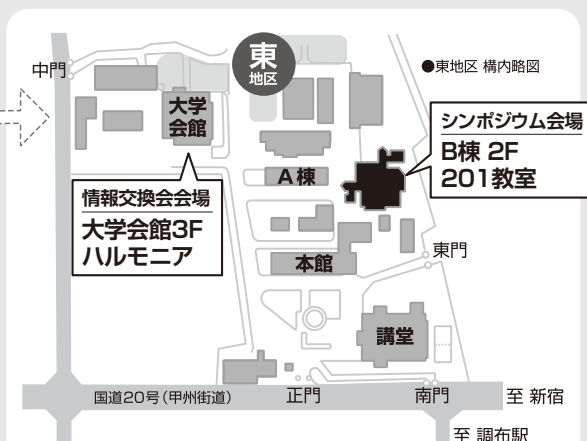 東
地区
●東地区 構内略図
中門
大学
会館
シンポジウム会場
B棟 2F
201教室
A棟
情報交換会会場
大学会館3F
ハルモニア
本館
東門
講堂
国道20号（甲州街道）
正門
南門
至 新宿
至 調布駅